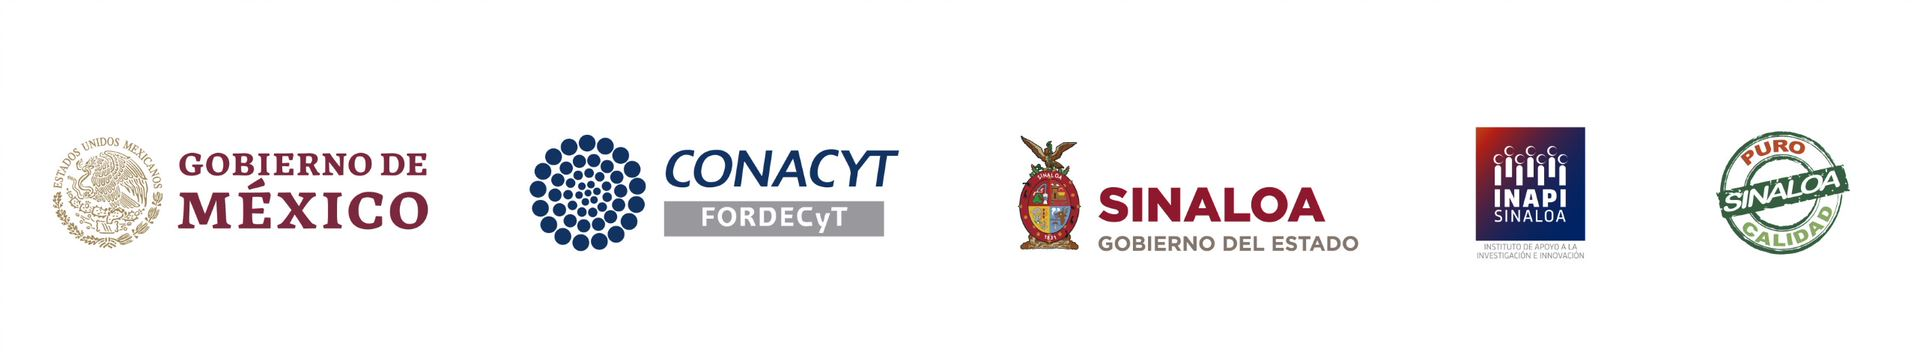 ESTADOS UNIDOS MEXICANOS
GOBIERNO DE
MÉXICO
CONACYT
FORDECyT
SINALOA
1831
SINALOA
GOBIERNO DEL ESTADO
INAPI
SINALOA
INSTITUTO DE APOYO A LA
INVESTIGACIÓN E INNOVACIÓN
PURO
SINALOA
CALIDAD